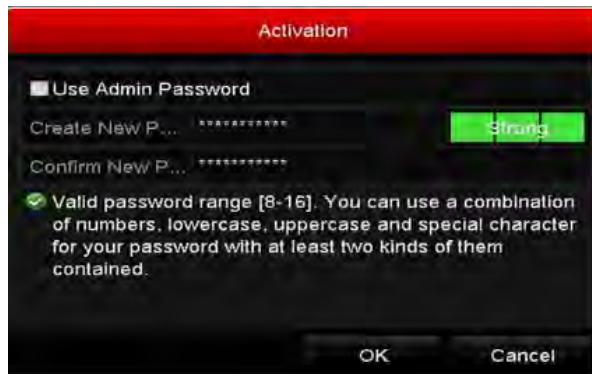 Activation
Use Admin Password
Create New P... ***********
Strong
Confirm New P... ***********
Valid password range [8-16]. You can use a combination
of numbers, lowercase, uppercase and special character
for your password with at least two kinds of them
contained.
OK Cancel